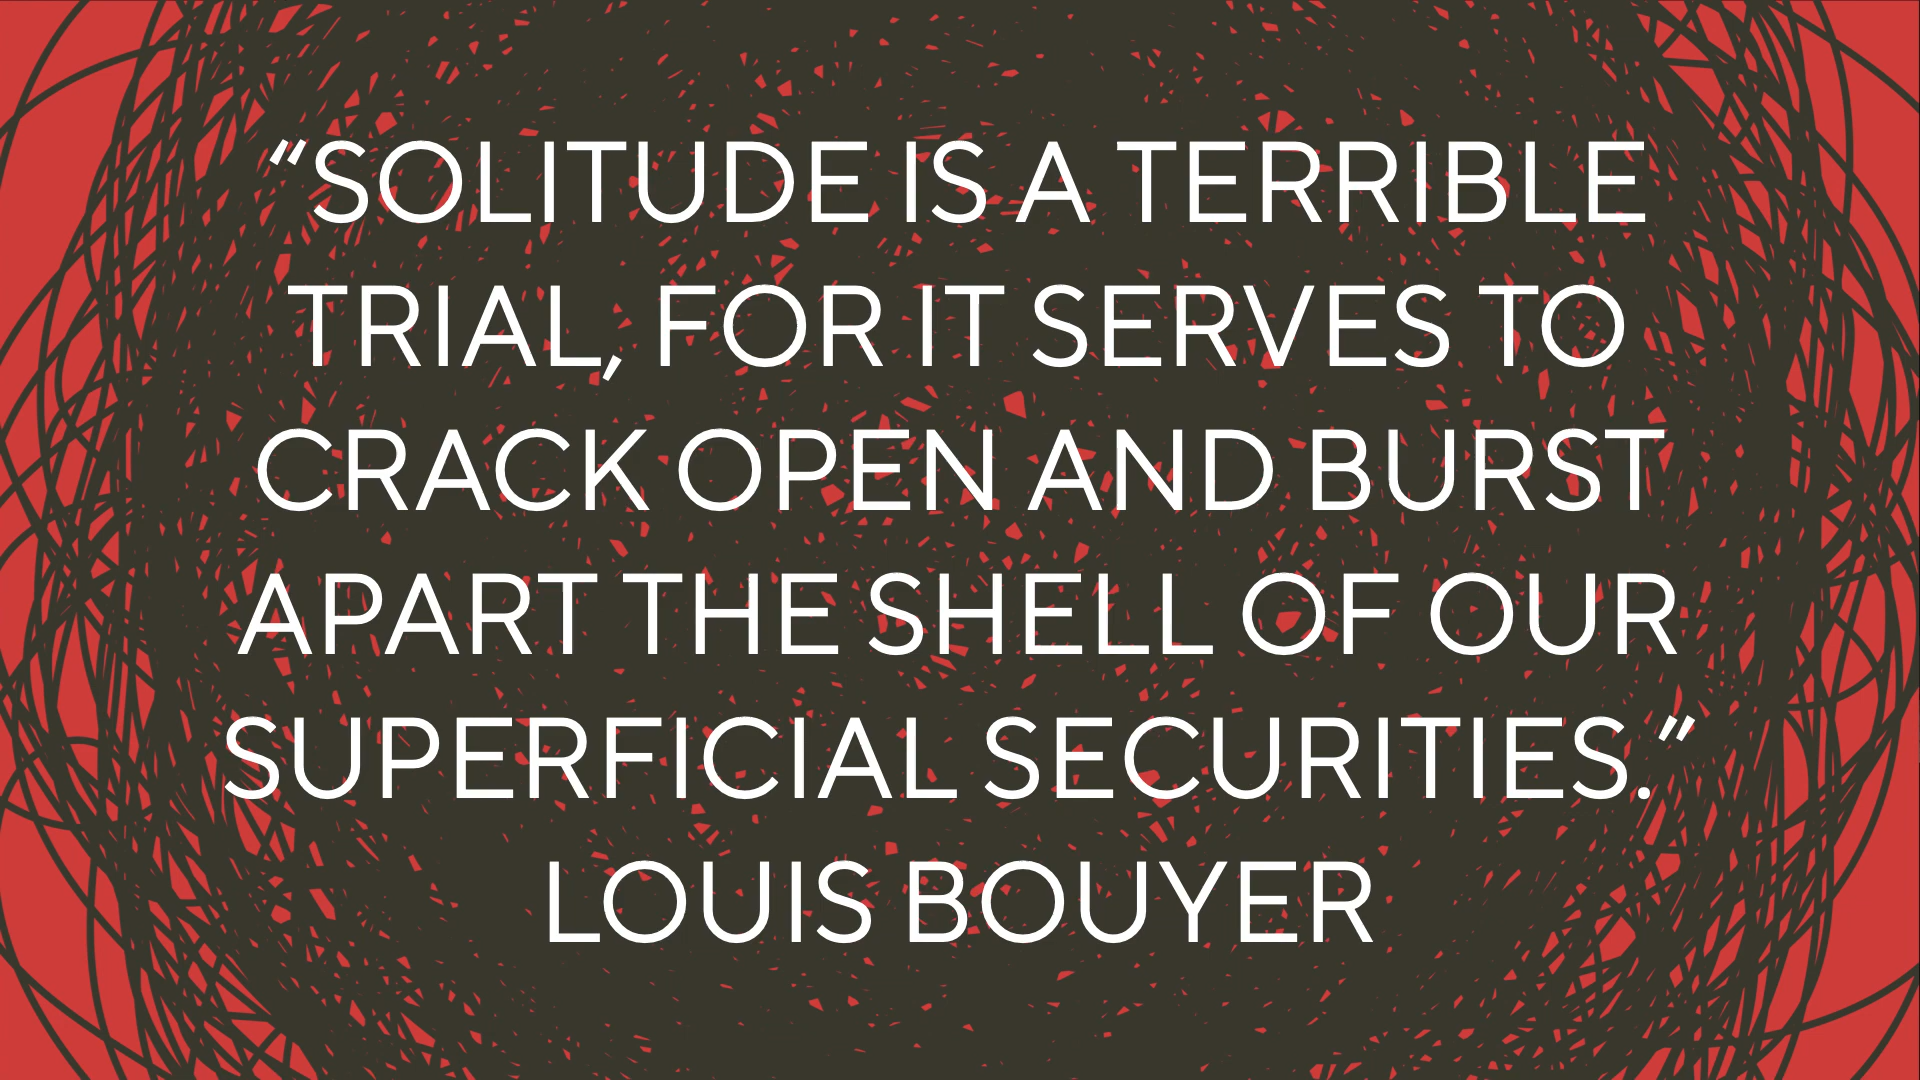 “SOLITUDE IS A TERRIBLE
TRIAL, FOR IT SERVES TO
CRACK OPEN AND BURST
APART THE SHELL OF OUR
SUPERFICIAL SECURITIES.”
LOUIS BOUYER